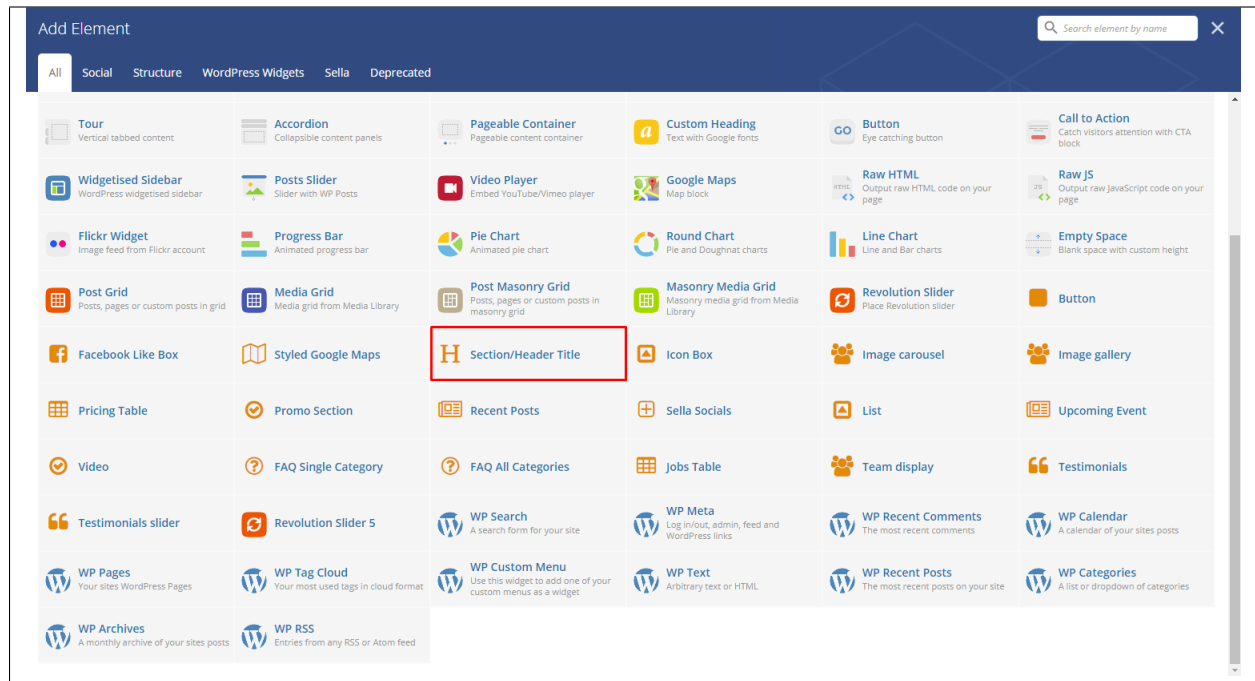 Add Element
Search element by name
All Social Structure WordPress Widgets Sella Deprecated
Tour
Vertical tabbed content
Accordion
Collapsible content panels
Pageable Container
Pageable content container
Custom Heading
Text with Google fonts
GO
Button
Eye catching button
Call to Action
Catch visitors attention with CTA
block
Widgetised Sidebar
WordPress widgetised sidebar
Posts Slider
Slider with WP Posts
Video Player
Embed YouTube/Vimeo player
Google Maps
Map block
HTML
Raw HTML
Output raw HTML code on your
page
JS
Raw JS
Output raw JavaScript code on your
page
Flickr Widget
Image feed from Flickr account
Progress Bar
Animated progress bar
Pie Chart
Animated pie chart
Round Chart
Pie and Doughnat charts
Line Chart
Line and Bar charts
Empty Space
Blank space with custom height
Post Grid
Posts, pages or custom posts in grid
Media Grid
Media grid from Media Library
Post Masonry Grid
Posts, pages or custom posts in
masonry grid
Masonry Media Grid
Masonry media grid from Media
Library
Revolution Slider
Place Revolution slider
Button
Facebook Like Box
Styled Google Maps
H Section/Header Title
Icon Box
Image carousel
Image gallery
Pricing Table
Promo Section
Recent Posts
Sella Socials
List
Upcoming Event
Video
FAQ Single Category
FAQ All Categories
Jobs Table
Team display
Testimonials
Testimonials slider
Revolution Slider 5
WP Search
A search form for your site
WP Meta
Log in/out, admin, feed and
WordPress links
WP Recent Comments
The most recent comments
WP Calendar
A calendar of your sites posts
WP Pages
Your sites WordPress Pages
WP Tag Cloud
Your most used tags in cloud format
WP Custom Menu
Use this widget to add one of your
custom menus as a widget
WP Text
Arbitrary text or HTML
WP Recent Posts
The most recent posts on your site
WP Categories
A list or dropdown of categories
WP Archives
A monthly archive of your sites posts
WP RSS
Entries from any RSS or Atom feed